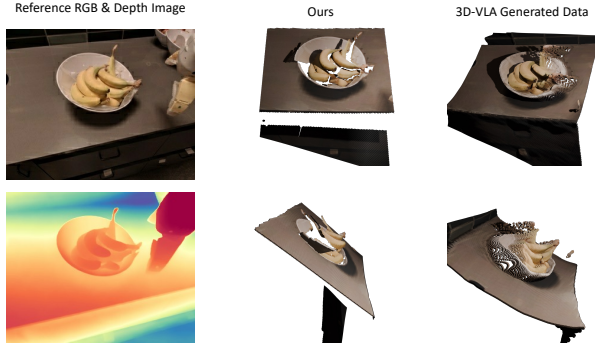 Reference RGB & Depth Image
Ours
3D-VLA Generated Data